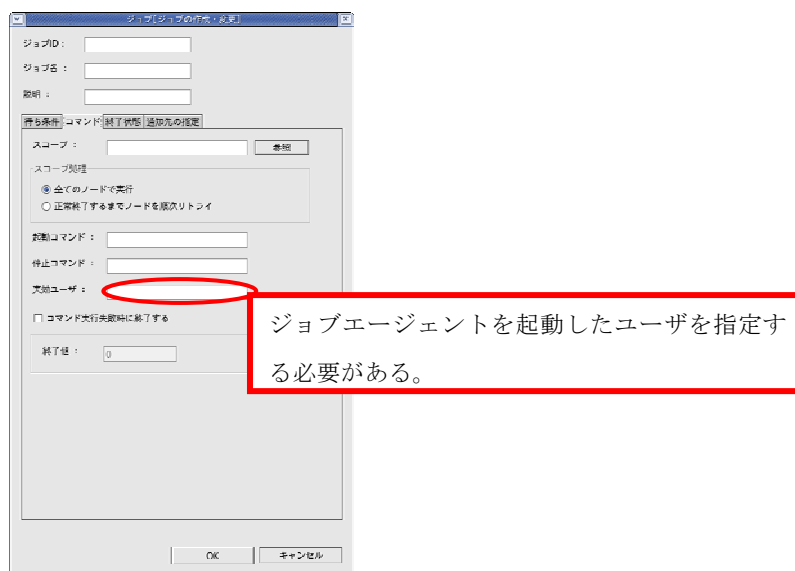 ジョブ[ジョブの作成・変更]
ジョブID：
ジョブ名：
説明：
待ち条件 コマンド 終了状態 追加先の指定
スコープ： 参照
スコープ処理
全てのノードで実行
正常終了するまでノードを順次リトライ
起動コマンド：
停止コマンド：
実効ユーザ：
コマンド実行失敗時に終了する
終了値： 0
ジョブエージェントを起動したユーザを指定す
る必要がある。
OK キャンセル